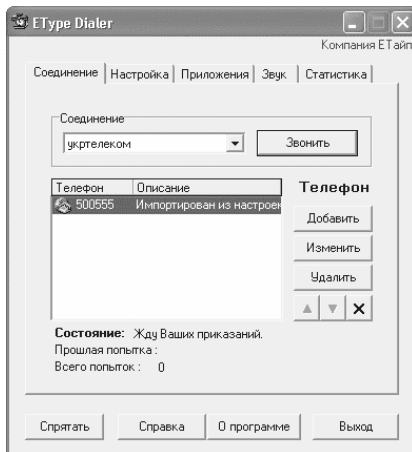 EType Dialer
Компания ЕТайп
Соединение Настройка Приложения Звук Статистика
Соединение
укртелеком Звонить
Телефон Описание Телефон
500555 Импортирован из настроен
Добавить
Изменить
Удалить
Состояние: Жду Ваших приказаний.
Прошлая попытка :
Всего попыток : 0
Спрятать Справка О программе Выход